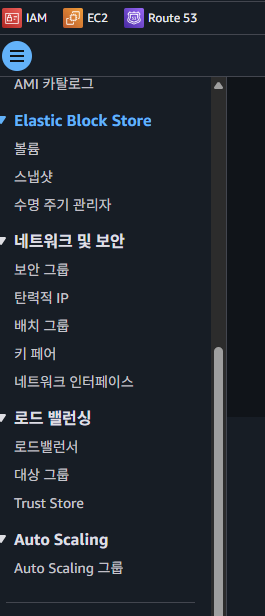 IAM EC2 Route 53
AMI 카탈로그
Elastic Block Store
볼륨
스냅샷
수명 주기 관리자
네트워크 및 보안
보안 그룹
탄력적 IP
배치 그룹
키 페어
네트워크 인터페이스
로드 밸런싱
로드밸런서
대상 그룹
Trust Store
Auto Scaling
Auto Scaling 그룹